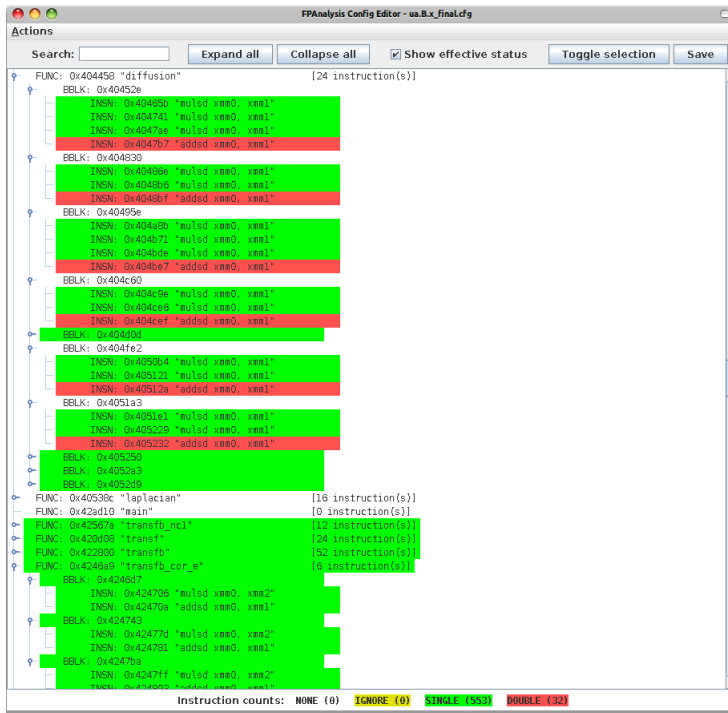 FPAnalysis Config Editor - ua.B.x_final.cfg
Actions
Search: Expand all Collapse all Show effective status Toggle selection Save
FUNC: 0x404458 "diffusion" [24 instruction(s)]
BBLK: 0x40452e
INSN: 0x40465b "mulsd xmm0, xmm1"
INSN: 0x404741 "mulsd xmm0, xmm1"
INSN: 0x4047ae "mulsd xmm0, xmm1"
INSN: 0x4047b7 "addsd xmm0, xmm1"
BBLK: 0x404830
INSN: 0x40486e "mulsd xmm0, xmm1"
INSN: 0x4048b6 "mulsd xmm0, xmm1"
INSN: 0x4048bf "addsd xmm0, xmm1"
BBLK: 0x40495e
INSN: 0x404a8b "mulsd xmm0, xmm1"
INSN: 0x404b71 "mulsd xmm0, xmm1"
INSN: 0x404bde "mulsd xmm0, xmm1"
INSN: 0x404be7 "addsd xmm0, xmm1"
BBLK: 0x404c60
INSN: 0x404c9e "mulsd xmm0, xmm1"
INSN: 0x404ce6 "mulsd xmm0, xmm1"
INSN: 0x404cef "addsd xmm0, xmm1"
BBLK: 0x404d0d
BBLK: 0x404fe2
INSN: 0x4050b4 "mulsd xmm0, xmm1"
INSN: 0x405121 "mulsd xmm0, xmm1"
INSN: 0x40512a "addsd xmm0, xmm1"
BBLK: 0x4051a3
INSN: 0x4051e1 "mulsd xmm0, xmm1"
INSN: 0x405229 "mulsd xmm0, xmm1"
INSN: 0x405232 "addsd xmm0, xmm1"
BBLK: 0x405250
BBLK: 0x4052a3
BBLK: 0x4052d9
FUNC: 0x40538c "laplacian" [16 instruction(s)]
FUNC: 0x42ad10 "main" [0 instruction(s)]
FUNC: 0x42567a "transfb_nc1" [12 instruction(s)]
FUNC: 0x420d08 "transf" [24 instruction(s)]
FUNC: 0x422800 "transfb" [52 instruction(s)]
FUNC: 0x4246a9 "transfb_cor_e" [6 instruction(s)]
BBLK: 0x4246d7
INSN: 0x424706 "mulsd xmm0, xmm2"
INSN: 0x42470a "addsd xmm0, xmm1"
BBLK: 0x424743
INSN: 0x42477d "mulsd xmm0, xmm2"
INSN: 0x424781 "addsd xmm0, xmm1"
BBLK: 0x4247ba
INSN: 0x4247ff "mulsd xmm0, xmm2"
INSN: 0x424803 "addsd xmm0, xmm1"
Instruction counts: NONE (0) IGNORE (0) SINGLE (553) DOUBLE (32)